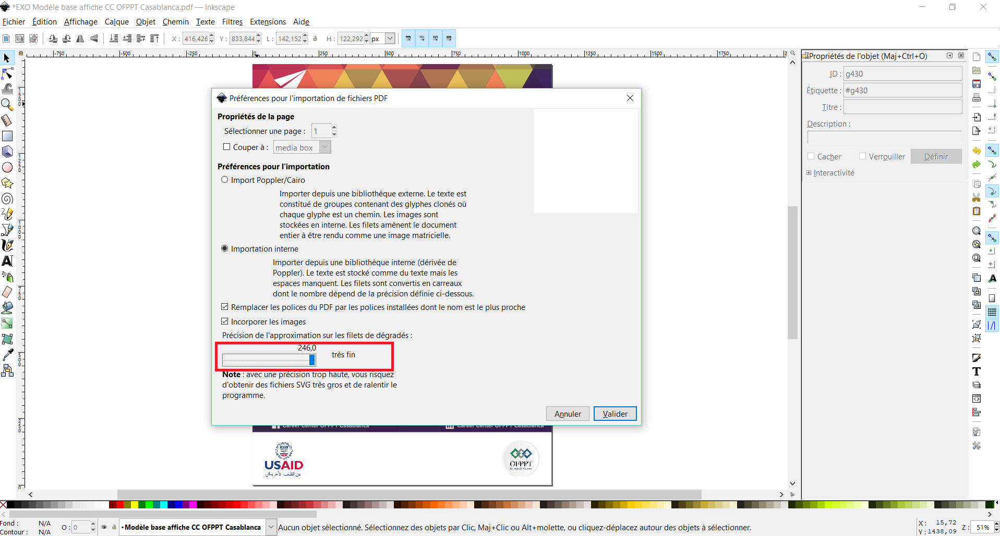 *EXO Modèle base affiche CC OFPPT Casablanca.pdf — Inkscape
Fichier Édition Affichage Calque Objet Chemin Texte Filtres Extensions Aide
X : 416,426 Y : 833,844 L : 142,152 H : 122,292 px
-750 -500 -250 0 250 500 750 1000 1250 1500 1750 2
Propriétés de l'objet (Maj+Ctrl+O)
ID : g430
Étiquette : #g430
Titre :
Description :
Cacher Verrouiller Définir
Interactivité
Préférences pour l'importation de fichiers PDF
Propriétés de la page
Sélectionner une page : 1
Couper à : media box
Préférences pour l'importation
Import Poppler/Cairo
Importer depuis une bibliothèque externe. Le texte est
constitué de groupes contenant des glyphes clonés où
chaque glyphe est un chemin. Les images sont
stockées en interne. Les filets amènent le document
entier à être rendu comme une image matricielle.
Importation interne
Importer depuis une bibliothèque interne (dérivée de
Poppler). Le texte est stocké comme du texte mais les
espaces manquent. Les filets sont convertis en carreaux
dont le nombre dépend de la précision définie ci-dessous.
Remplacer les polices du PDF par les polices installées dont le nom est le plus proche
Incorporer les images
Précision de l'approximation sur les filets de dégradés :
246,0
très fin
Note : avec une précision trop haute, vous risquez
d'obtenir des fichiers SVG très gros et de ralentir le
programme.
Annuler Valider
Career Center OFPPT Casablanca Career Center OFPPT Casablanca
USAID
من الشعب الأمريكي
OFPPT
Fond : N/A
Contour : N/A
O : 0
•Modèle base affiche CC OFPPT Casablanca
Aucun objet sélectionné. Sélectionnez des objets par Clic, Maj+Clic ou Alt+molette, ou cliquez-déplacez autour des objets à sélectionner.
X : 15,72
Y : 1438,09
Z : 51%